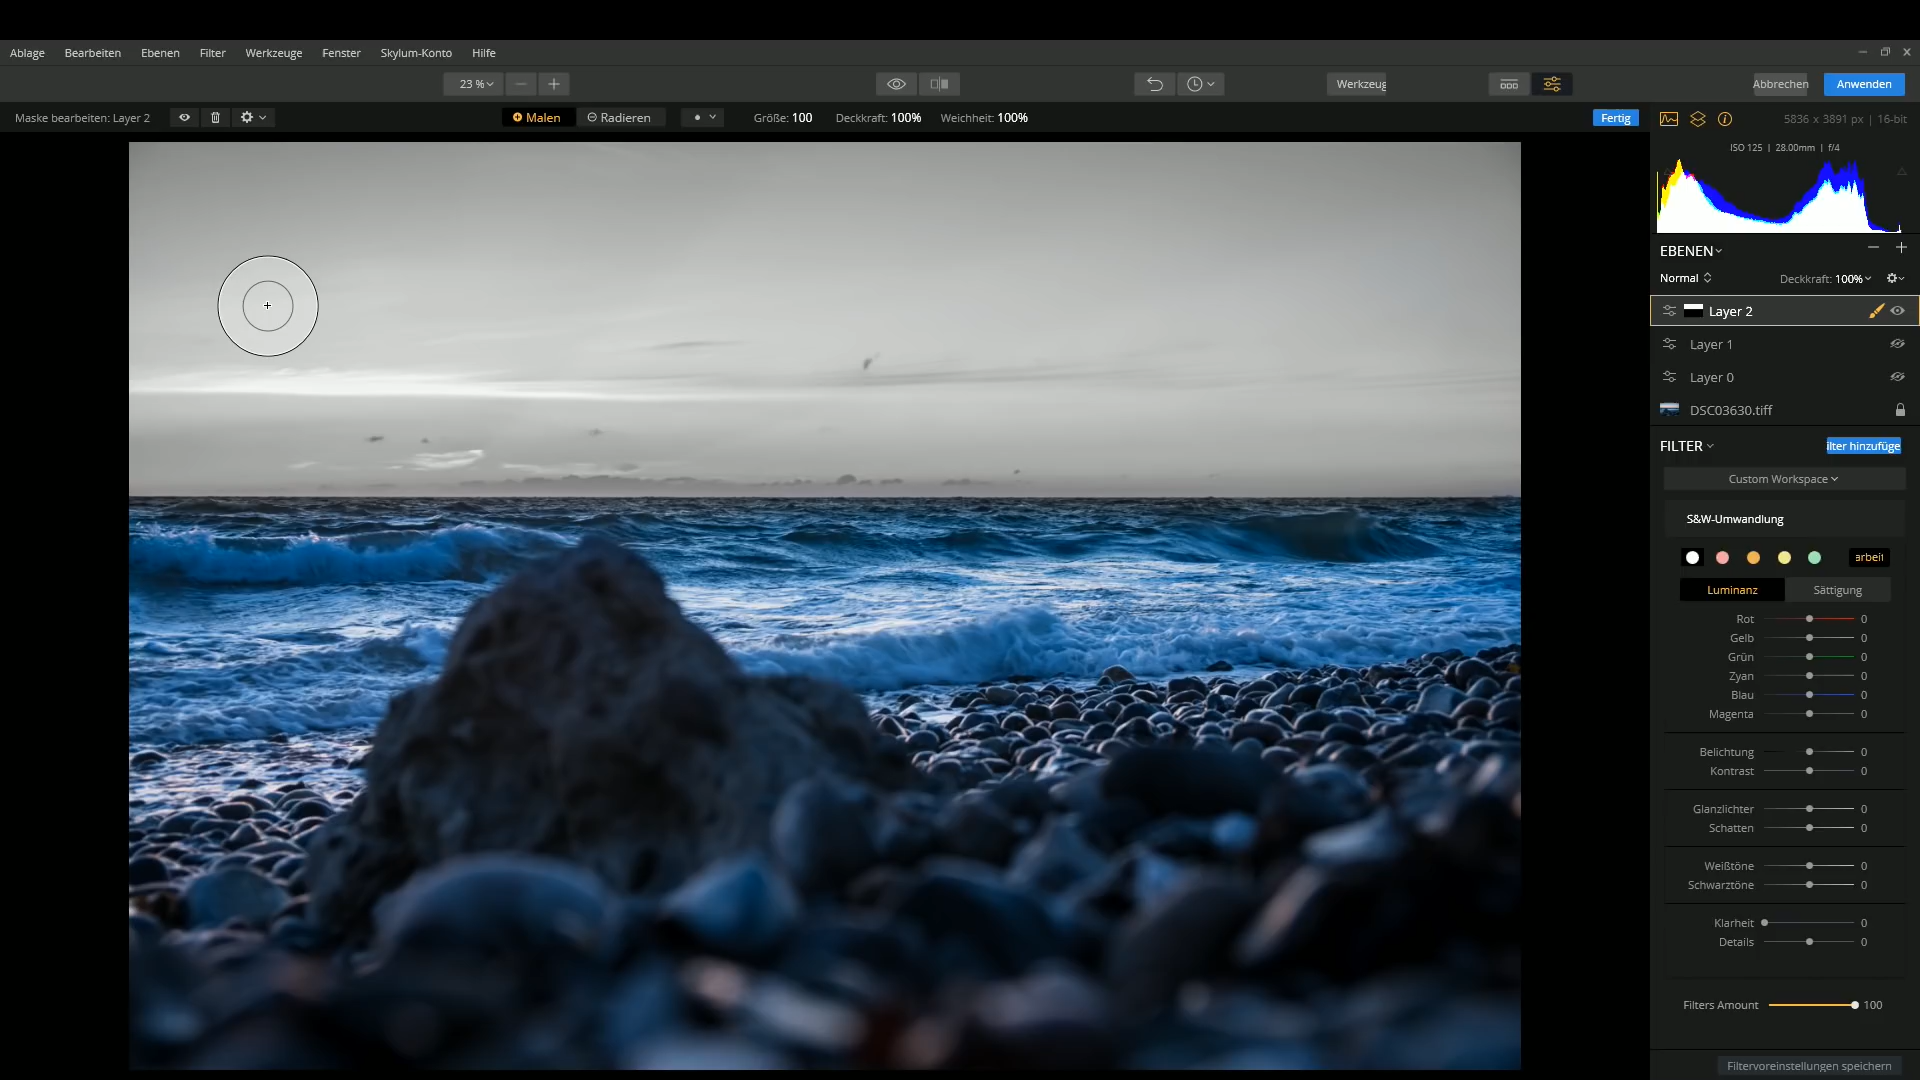 Ablage Bearbeiten Ebenen Filter Werkzeuge Fenster Skylum-Konto Hilfe
23 % Werkzeug Abbrechen Anwenden
Maske bearbeiten: Layer 2 Malen Radieren Größe: 100 Deckkraft: 100% Weichheit: 100% Fertig
5836 x 3891 px | 16-bit
ISO 125 | 28.00mm | f/4
EBENEN
Normal Deckkraft: 100%
Layer 2
Layer 1
Layer 0
DSC03630.tiff
FILTER ilter hinzufüge
Custom Workspace
S&W-Umwandlung
arbeit
Luminanz Sättigung
Rot 0
Gelb 0
Grün 0
Zyan 0
Blau 0
Magenta 0
Belichtung 0
Kontrast 0
Glanzlichter 0
Schatten 0
Weißtöne 0
Schwarztöne 0
Klarheit 0
Details 0
Filters Amount 100
Filtervoreinstellungen speichern